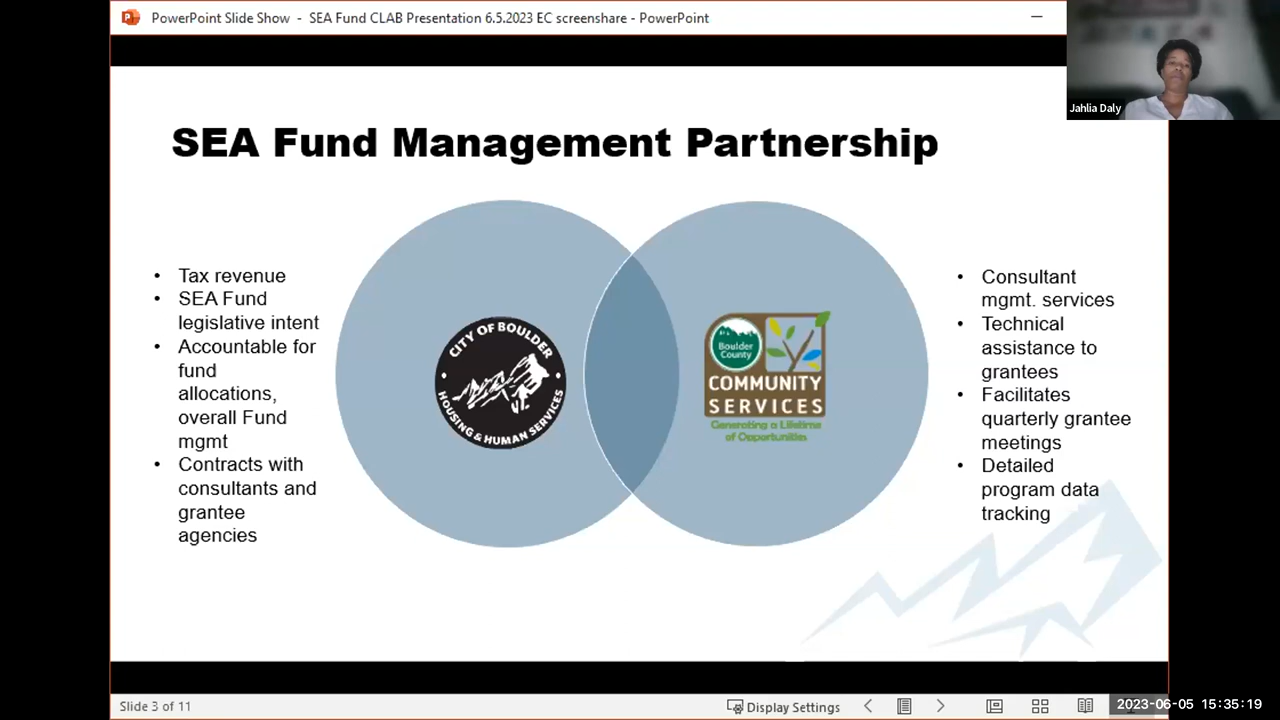 PowerPoint Slide Show - SEA Fund CLAB Presentation 6.5.2023 EC screenshare - PowerPoint
Jahlia Daly
SEA Fund Management Partnership
• Tax revenue
• SEA Fund
legislative intent
• Accountable for
fund
allocations,
overall Fund
mgmt
• Contracts with
consultants and
grantee
agencies
CITY OF BOULDER
HOUSING & HUMAN SERVICES
Boulder
County
COMMUNITY
SERVICES
Generating a Lifetime
of Opportunities
• Consultant
mgmt. services
• Technical
assistance to
grantees
• Facilitates
quarterly grantee
meetings
• Detailed
program data
tracking
Slide 3 of 11
Display Settings
2023-06-05 15:35:19